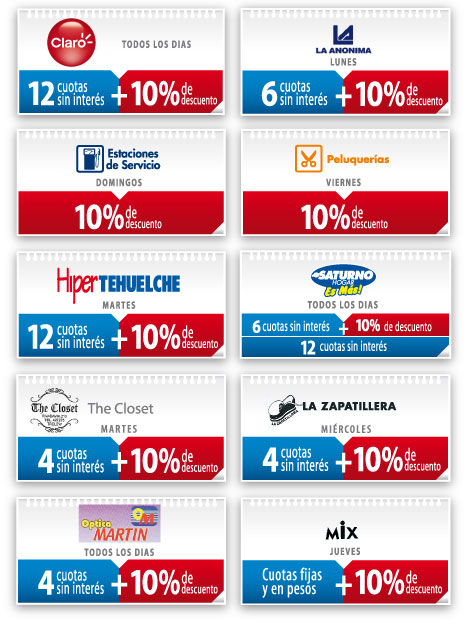 Claro
TODOS LOS DIAS
12 cuotas sin interés + 10% de descuento
LA ANONIMA
LUNES
6 cuotas sin interés + 10% de descuento
Estaciones
de Servicio
DOMINGOS
10% de descuento
Peluquerías
VIERNES
10% de descuento
HiperTEHUELCHE
MARTES
12 cuotas sin interés + 10% de descuento
SATURNO
HOGAR
Es Más!
TODOS LOS DIAS
6 cuotas sin interés + 10% de descuento
12 cuotas sin interés
The Closet
The Closet
MARTES
4 cuotas sin interés + 10% de descuento
LA ZAPATILLERA
MIÉRCOLES
4 cuotas sin interés + 10% de descuento
Optica
MARTIN
TODOS LOS DIAS
4 cuotas sin interés + 10% de descuento
MIX
JUEVES
Cuotas fijas y en pesos + 10% de descuento